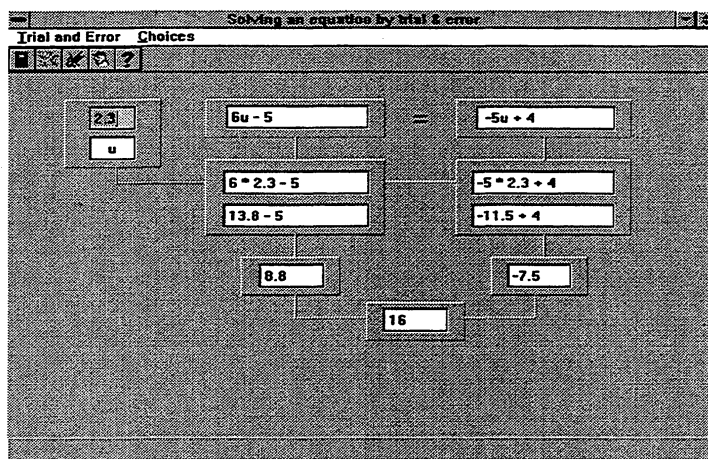 Solving an equation by trial & error
Trial and Error Choices
?
2.3 6u - 5 = -5u + 4
u
6 * 2.3 - 5 -5 * 2.3 + 4
13.8 - 5 -11.5 + 4
8.8 -7.5
16